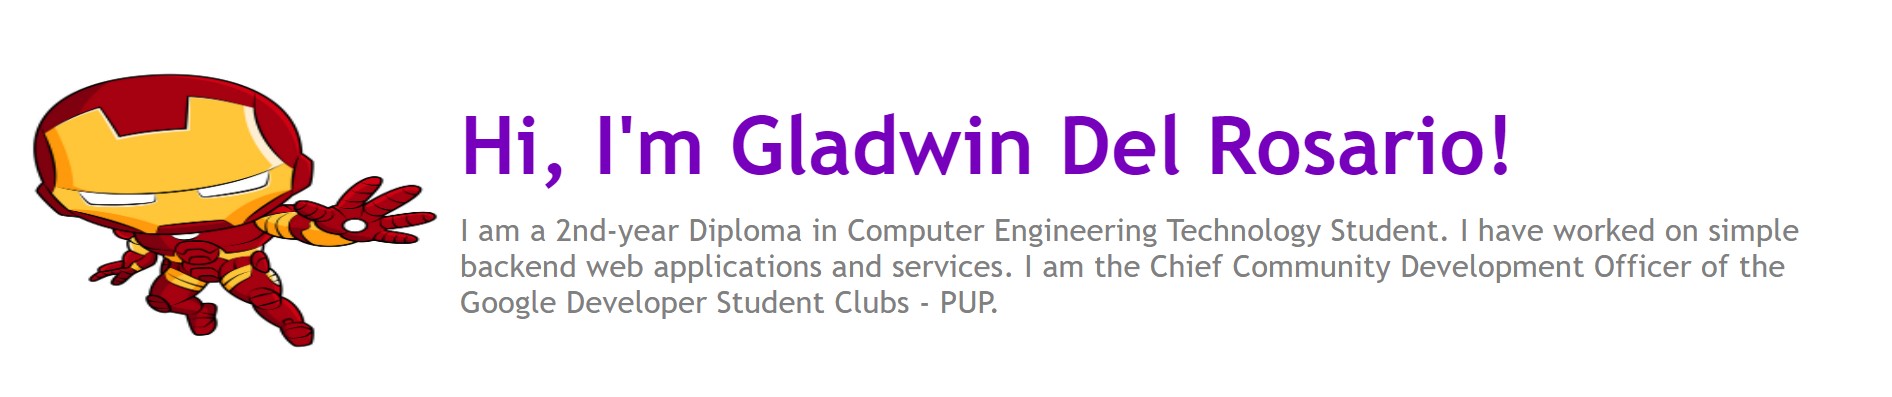 Hi, I'm Gladwin Del Rosario!
I am a 2nd-year Diploma in Computer Engineering Technology Student. I have worked on simple
backend web applications and services. I am the Chief Community Development Officer of the
Google Developer Student Clubs - PUP.